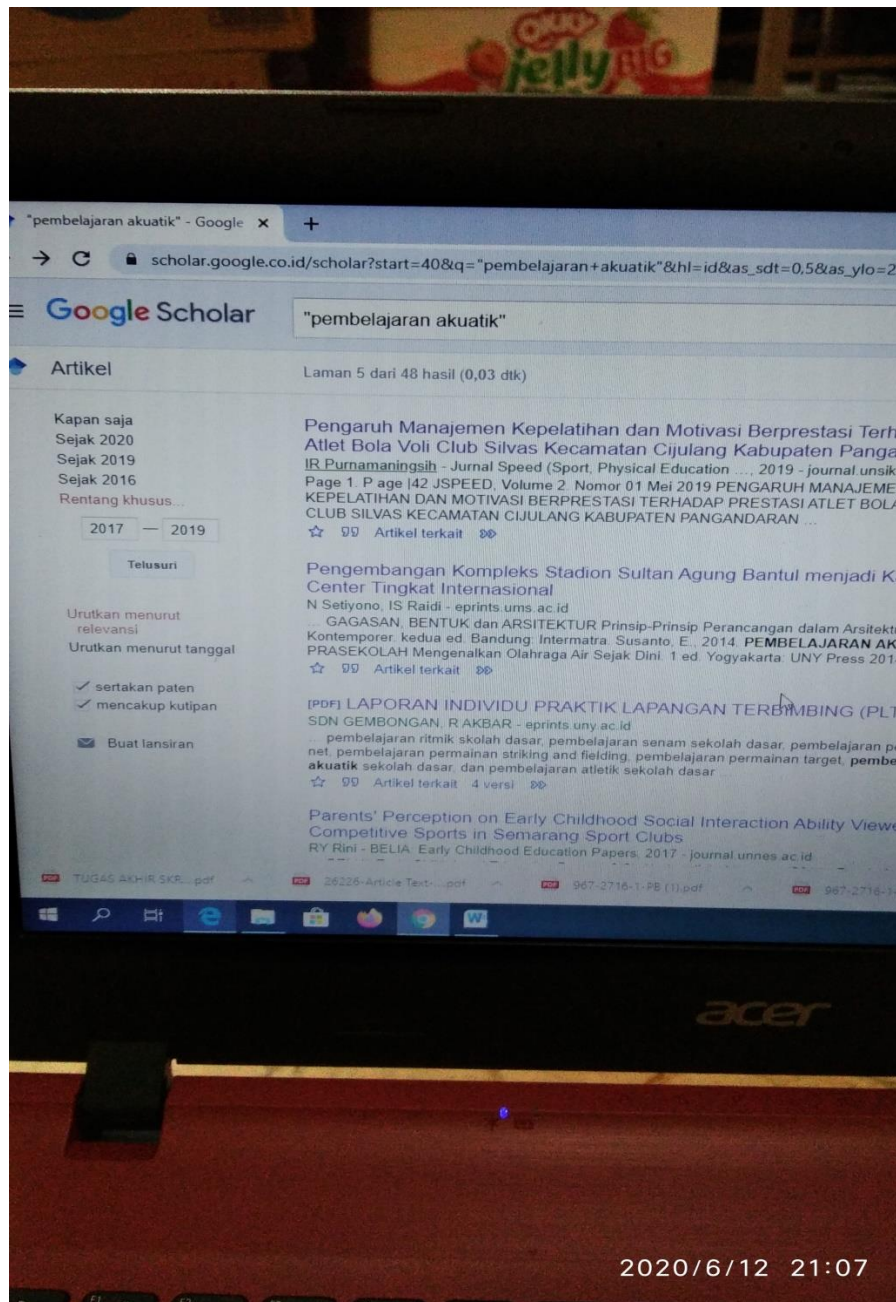 OKKY
jelly BIG
"pembelajaran akuatik" - Google
scholar.google.co.id/scholar?start=40&q="pembelajaran+akuatik"&hl=id&as_sdt=0,5&as_ylo=2
Google Scholar
"pembelajaran akuatik"
Artikel
Laman 5 dari 48 hasil (0,03 dtk)
Kapan saja
Sejak 2020
Sejak 2019
Sejak 2016
Rentang khusus...
2017 — 2019
Telusuri
Urutkan menurut
relevansi
Urutkan menurut tanggal
sertakan paten
mencakup kutipan
Buat lansiran
Pengaruh Manajemen Kepelatihan dan Motivasi Berprestasi Terh
Atlet Bola Voli Club Silvas Kecamatan Cijulang Kabupaten Panga
IR Purnamaningsih - Jurnal Speed (Sport, Physical Education ..., 2019 - journal.unsik
Page 1. P age |42 JSPEED, Volume 2. Nomor 01 Mei 2019 PENGARUH MANAJEME
KEPELATIHAN DAN MOTIVASI BERPRESTASI TERHADAP PRESTASI ATLET BOLA
CLUB SILVAS KECAMATAN CIJULANG KABUPATEN PANGANDARAN ...
Artikel terkait
Pengembangan Kompleks Stadion Sultan Agung Bantul menjadi K
Center Tingkat Internasional
N Setiyono, IS Raidi - eprints.ums.ac.id
... GAGASAN, BENTUK dan ARSITEKTUR Prinsip-Prinsip Perancangan dalam Arsitektu
Kontemporer. kedua ed. Bandung: Intermatra. Susanto, E., 2014. PEMBELAJARAN AK
PRASEKOLAH Mengenalkan Olahraga Air Sejak Dini. 1 ed. Yogyakarta: UNY Press 201
Artikel terkait
[PDF] LAPORAN INDIVIDU PRAKTIK LAPANGAN TERBIMBING (PLT
SDN GEMBONGAN, R AKBAR - eprints.uny.ac.id
... pembelajaran ritmik skolah dasar, pembelajaran senam sekolah dasar, pembelajaran pe
net, pembelajaran permainan striking and fielding, pembelajaran permainan target, pembe
akuatik sekolah dasar, dan pembelajaran atletik sekolah dasar
Artikel terkait 4 versi
Parents' Perception on Early Childhood Social Interaction Ability Viewe
Competitive Sports in Semarang Sport Clubs
RY Rini - BELIA: Early Childhood Education Papers, 2017 - journal.unnes.ac.id
TUGAS AKHIR SKR....pdf
26226-Article Text-....pdf
967-2716-1-PB (1).pdf
967-2716-1-
acer
2020/6/12 21:07